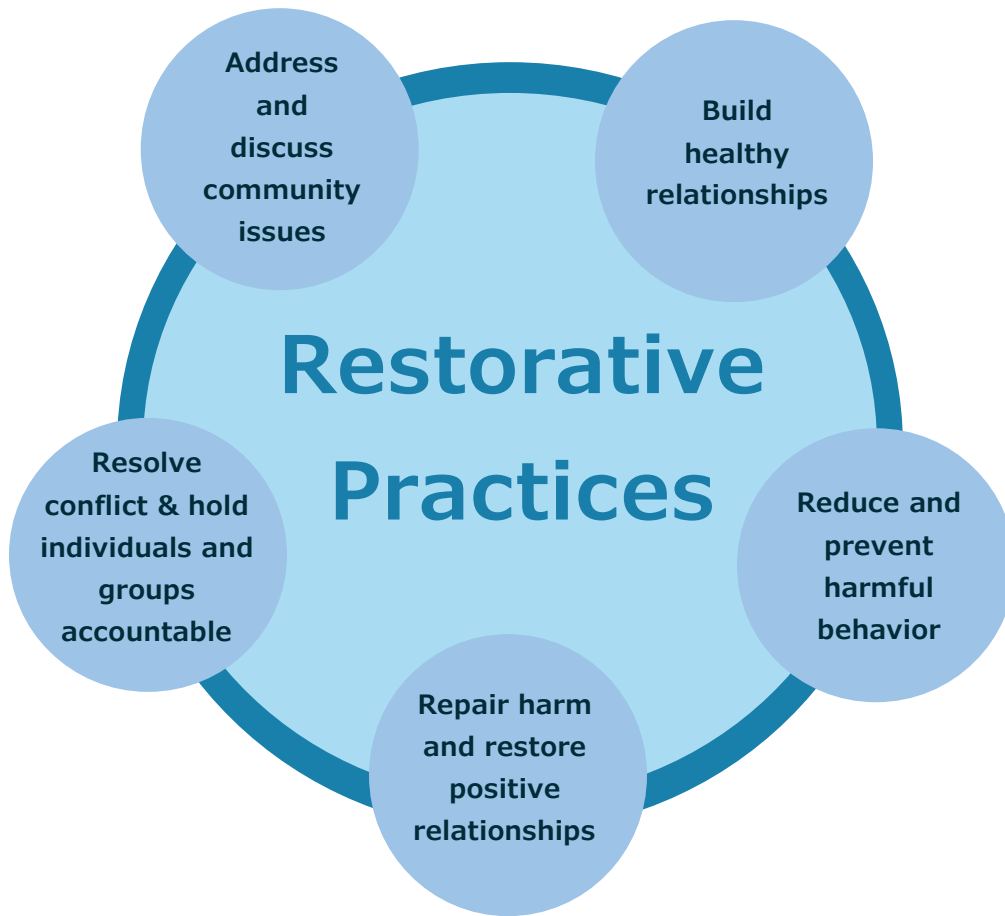 Address
and
discuss
community
issues
Build
healthy
relationships
Restorative
Practices
Resolve
conflict & hold
individuals and
groups
accountable
Reduce and
prevent
harmful
behavior
Repair harm
and restore
positive
relationships